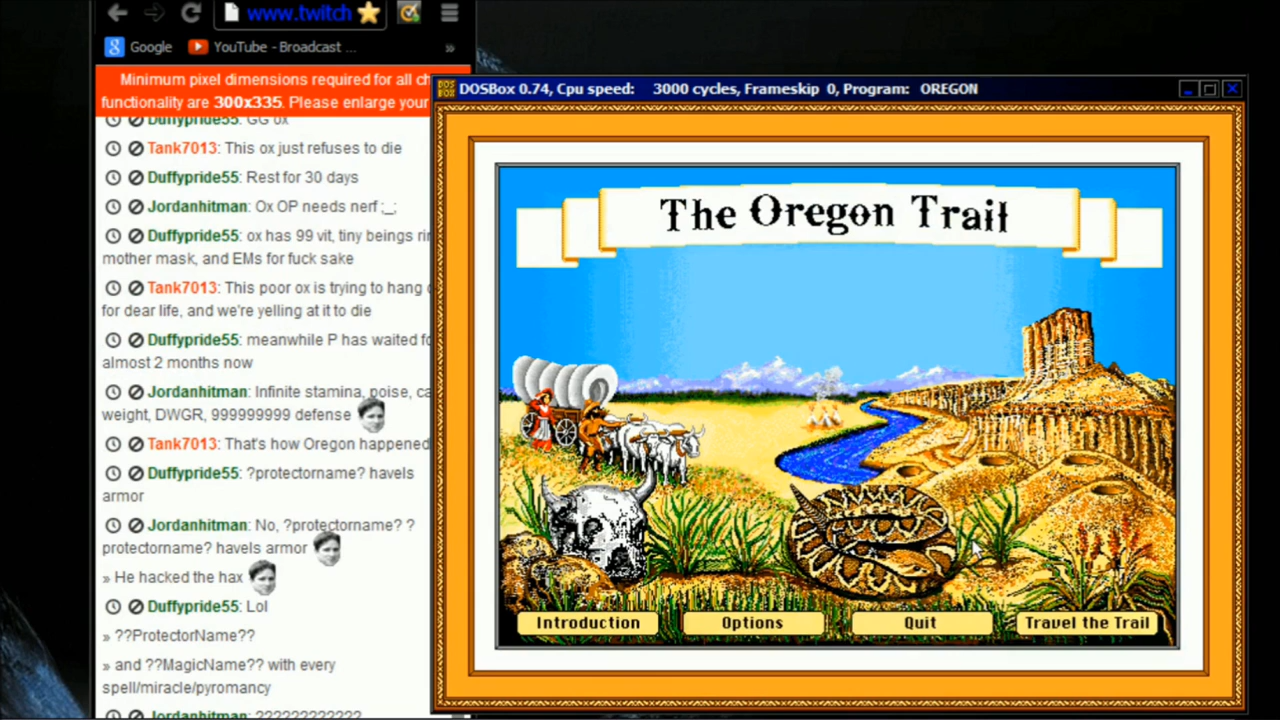 www.twitch
Google
YouTube - Broadcast ...
»
Minimum pixel dimensions required for all ch
functionality are 300x335. Please enlarge your
Duffypride55: GG ox
Tank7013: This ox just refuses to die
Duffypride55: Rest for 30 days
Jordanhitman: Ox OP needs nerf ;_;
Duffypride55: ox has 99 vit, tiny beings rin
mother mask, and EMs for fuck sake
Tank7013: This poor ox is trying to hang o
for dear life, and we're yelling at it to die
Duffypride55: meanwhile P has waited fo
almost 2 months now
Jordanhitman: Infinite stamina, poise, ca
weight, DWGR, 999999999 defense
Tank7013: That's how Oregon happened
Duffypride55: ?protectorname? havels
armor
Jordanhitman: No, ?protectorname? ?
protectorname? havels armor
» He hacked the hax
Duffypride55: Lol
» ??ProtectorName??
» and ??MagicName?? with every
spell/miracle/pyromancy
Jordanhitman: ????????????
DOSBox 0.74, Cpu speed: 3000 cycles, Frameskip 0, Program: OREGON
The Oregon Trail
Introduction
Options
Quit
Travel the Trail